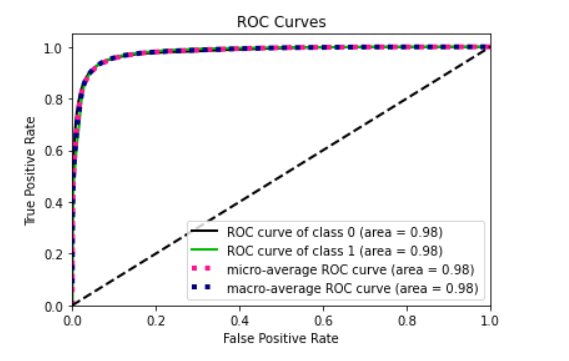 ROC Curves
True Positive Rate
1.0
0.8
0.6
0.4
0.2
0.0
ROC curve of class 0 (area = 0.98)
ROC curve of class 1 (area = 0.98)
micro-average ROC curve (area = 0.98)
macro-average ROC curve (area = 0.98)
0.0 0.2 0.4 0.6 0.8 1.0
False Positive Rate